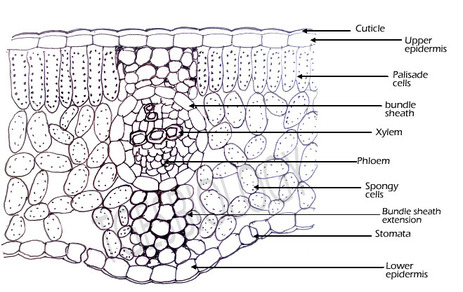 Cuticle
Upper
epidermis
Palisade
cells
bundle
sheath
Xylem
Phloem
Spongy
cells
Bundle sheath
extension
Stomata
Lower
epidermis